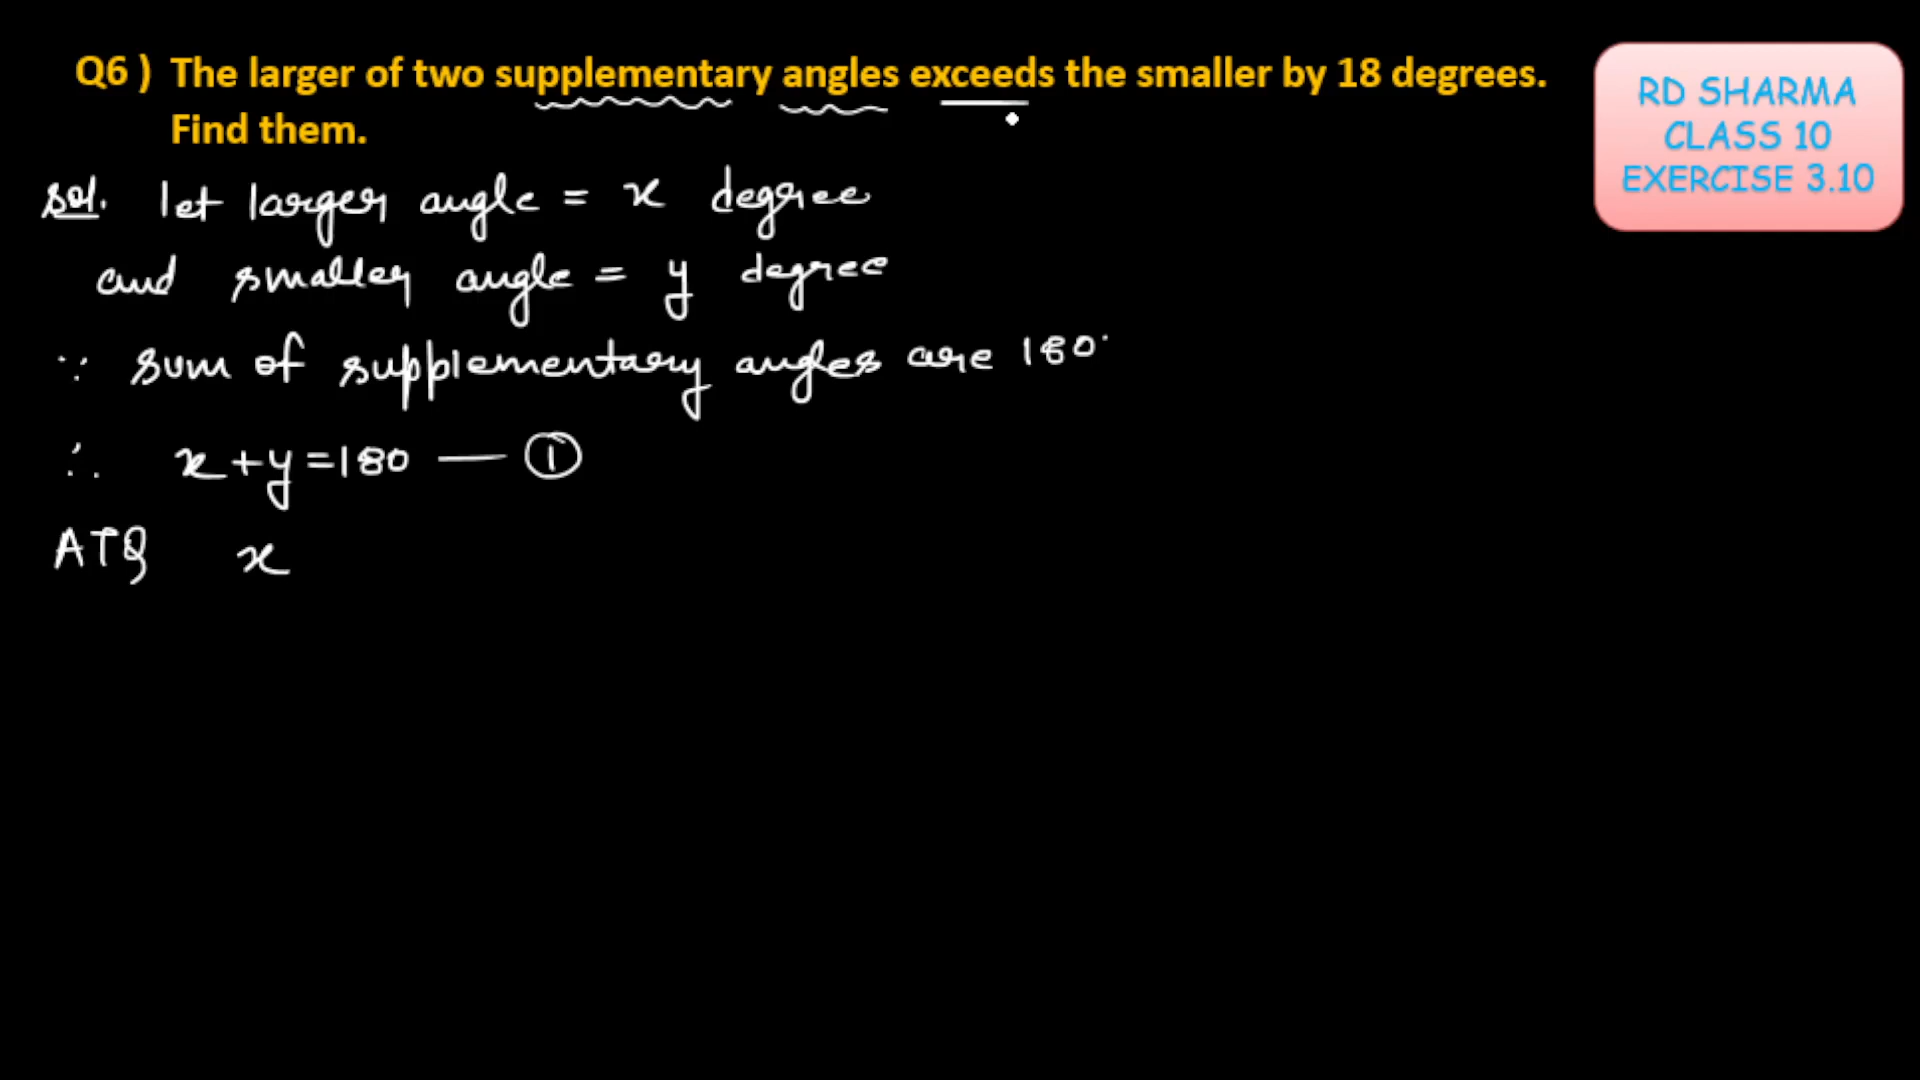 Q6 ) The larger of two supplementary angles exceeds the smaller by 18 degrees.
Find them.
RD SHARMA
CLASS 10
EXERCISE 3.10
Sol. let larger angle = x degree
and smaller angle = y degree
∵ sum of supplementary angles are 180°
∴ x+y=180 — ①
ATQ x